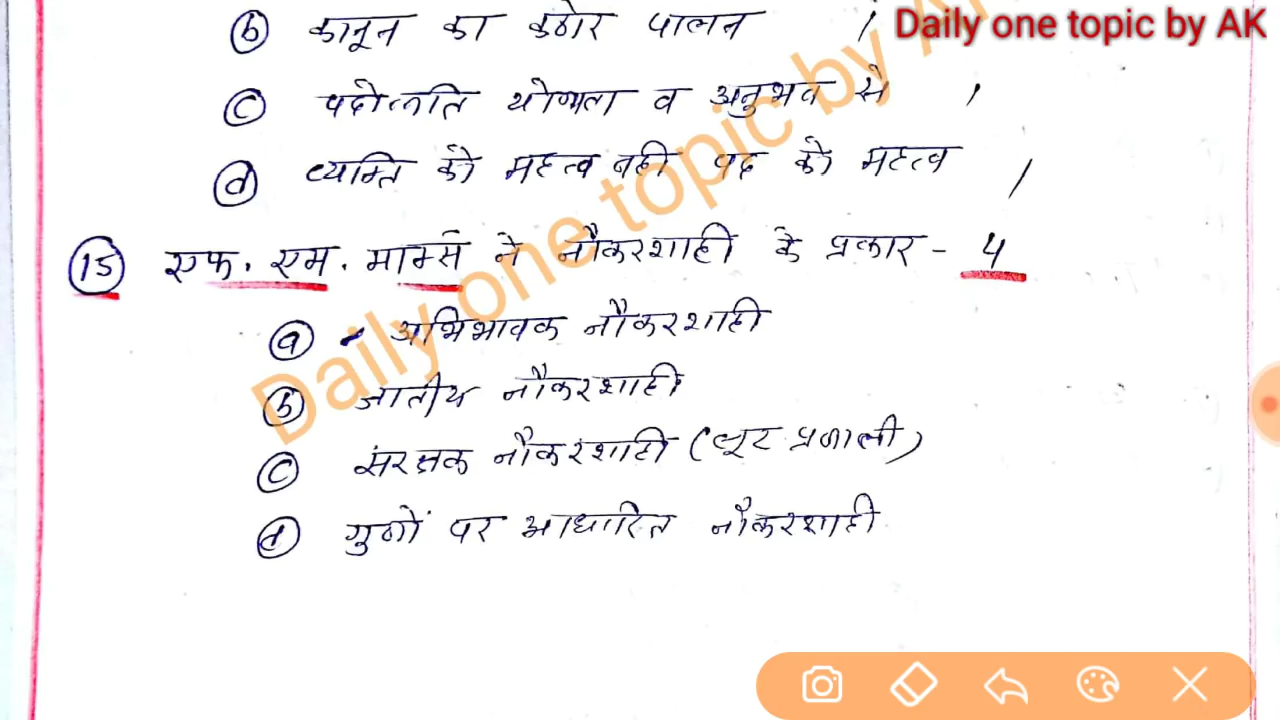 ⓑ कानून का कठोर पालन /
Daily one topic by AK
ⓒ पदोन्नति योग्यता व अनुभव से /
ⓓ व्यक्ति को महत्व नही पद को महत्व /
⑮ एफ. एम. मार्क्स ने नौकरशाही के प्रकार - 4
ⓐ अभिभावक नौकरशाही
ⓑ जातीय नौकरशाही
ⓒ संरक्षक नौकरशाही (लूट प्रणाली)
ⓓ गुणों पर आधारित नौकरशाही
Daily one topic by A